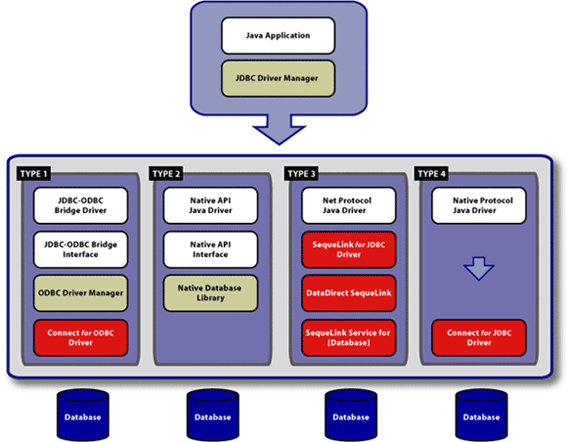 Java Application
JDBC Driver Manager
TYPE 1
JDBC-ODBC
Bridge Driver
JDBC-ODBC Bridge
Interface
ODBC Driver Manager
Connect for ODBC
Driver
TYPE 2
Native API
Java Driver
Native API
Interface
Native Database
Library
TYPE 3
Net Protocol
Java Driver
SequeLink for JDBC
Driver
DataDirect SequeLink
SequeLink Service for
[Database]
TYPE 4
Native Protocol
Java Driver
Connect for JDBC
Driver
Database
Database
Database
Database